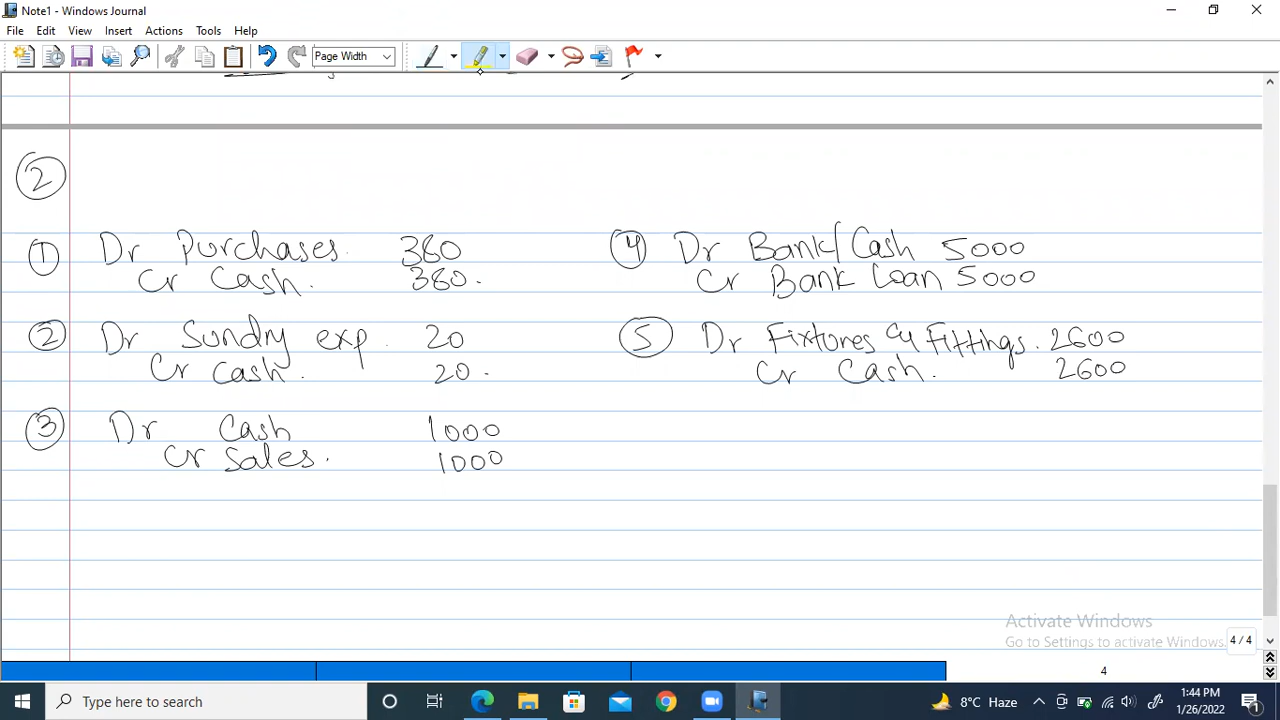 Note1 - Windows Journal
File Edit View Insert Actions Tools Help
Page Width
2
1 Dr Purchases. 380
Cr Cash. 380.
2 Dr Sundry exp. 20
Cr cash. 20.
3 Dr Cash 1000
Cr Sales. 1000
4 Dr Bank/Cash 5000
Cr Bank Loan 5000
5 Dr Fixtures & Fittings. 2600
Cr Cash. 2600
Activate Windows
Go to Settings to activate Windows.
4 / 4
4
Type here to search
8°C Haze
1:44 PM
1/26/2022
1